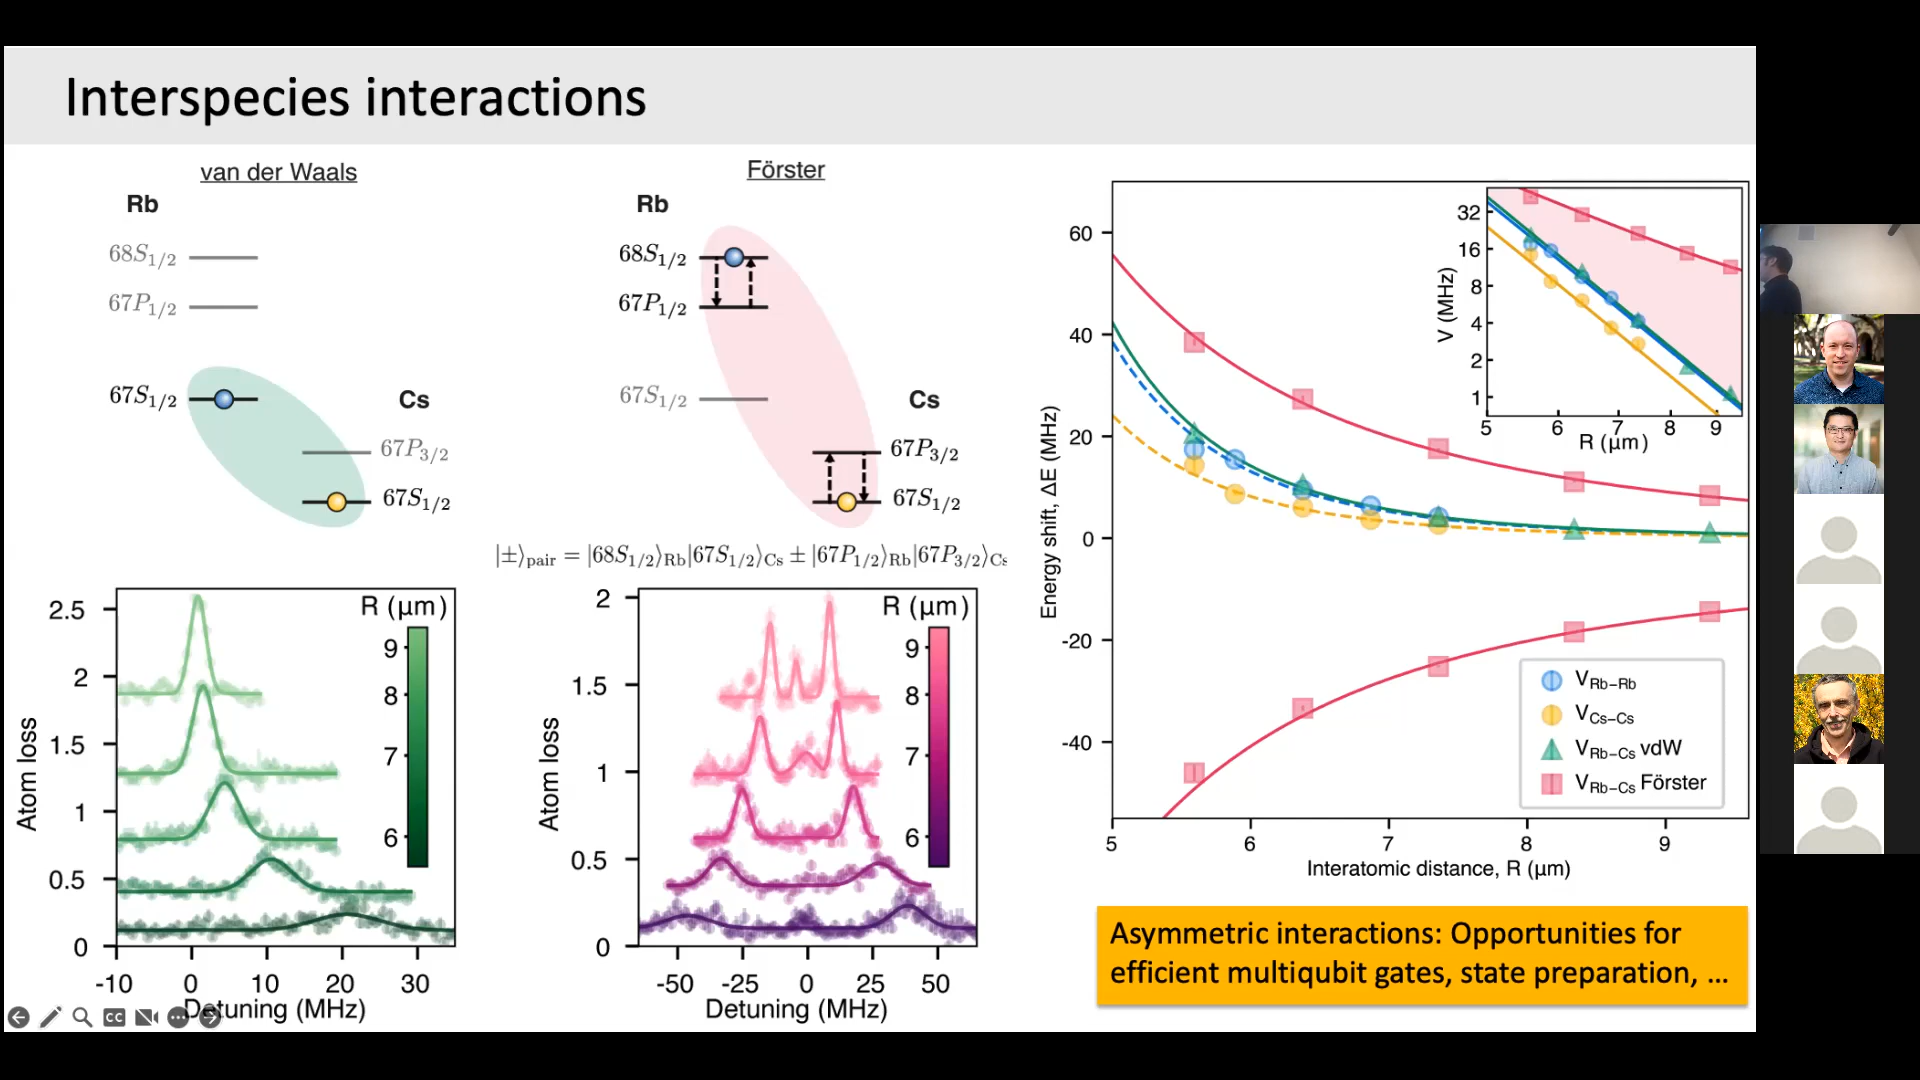 Interspecies interactions
van der Waals
Rb
68S1/2
67P1/2
67S1/2
Cs
67P3/2
67S1/2
Förster
Rb
68S1/2
67P1/2
67S1/2
Cs
67P3/2
67S1/2
|±⟩pair = |68S1/2⟩Rb|67S1/2⟩Cs ± |67P1/2⟩Rb|67P3/2⟩Cs
R (μm)
9
8
7
6
2.5
2
1.5
1
0.5
0
Atom loss
-10 0 10 20 30
Detuning (MHz)
R (μm)
9
8
7
6
2
1.5
1
0.5
0
Atom loss
-50 -25 0 25 50
Detuning (MHz)
60
40
20
0
-20
-40
Energy shift, ΔE (MHz)
5 6 7 8 9
Interatomic distance, R (μm)
32
16
8
4
2
1
V (MHz)
5 6 7 8 9
R (μm)
VRb−Rb
VCs−Cs
VRb−Cs vdW
VRb−Cs Förster
Asymmetric interactions: Opportunities for
efficient multiqubit gates, state preparation, ...
CC